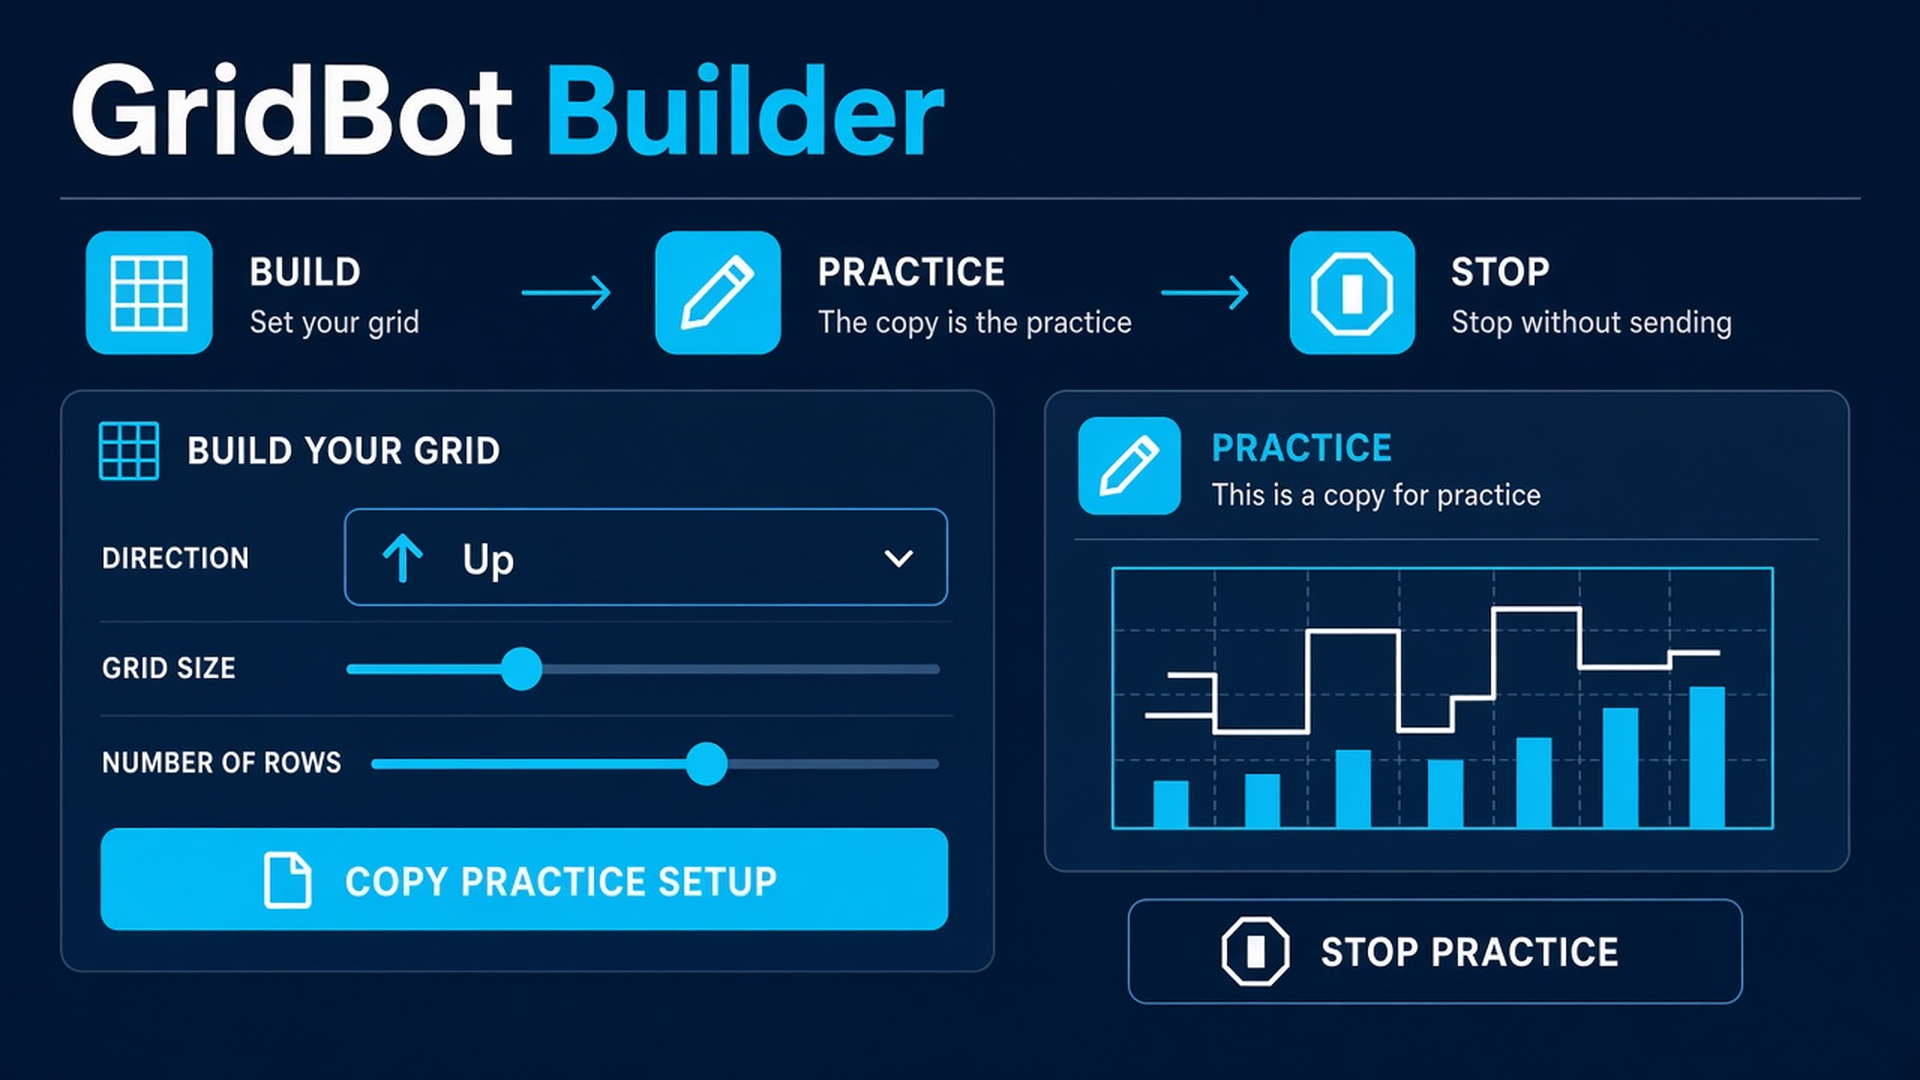 GridBot Builder
BUILD
Set your grid
PRACTICE
The copy is the practice
STOP
Stop without sending
BUILD YOUR GRID
DIRECTION
Up
GRID SIZE
NUMBER OF ROWS
COPY PRACTICE SETUP
PRACTICE
This is a copy for practice
STOP PRACTICE